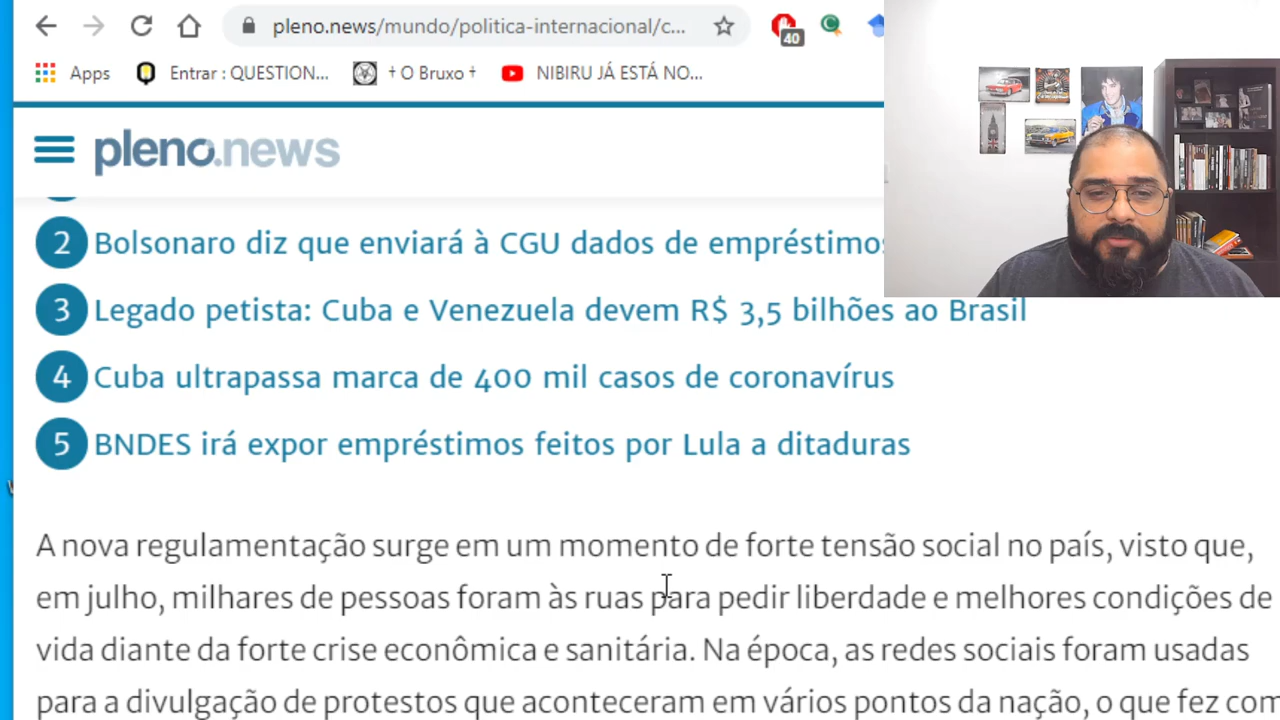 pleno.news/mundo/politica-internacional/c...
40
Apps
Entrar : QUESTION...
† O Bruxo †
NIBIRU JÁ ESTÁ NO...
pleno.news
2 Bolsonaro diz que enviará à CGU dados de empréstimos
3 Legado petista: Cuba e Venezuela devem R$ 3,5 bilhões ao Brasil
4 Cuba ultrapassa marca de 400 mil casos de coronavírus
5 BNDES irá expor empréstimos feitos por Lula a ditaduras
A nova regulamentação surge em um momento de forte tensão social no país, visto que,
em julho, milhares de pessoas foram às ruas para pedir liberdade e melhores condições de
vida diante da forte crise econômica e sanitária. Na época, as redes sociais foram usadas
para a divulgação de protestos que aconteceram em vários pontos da nação, o que fez com